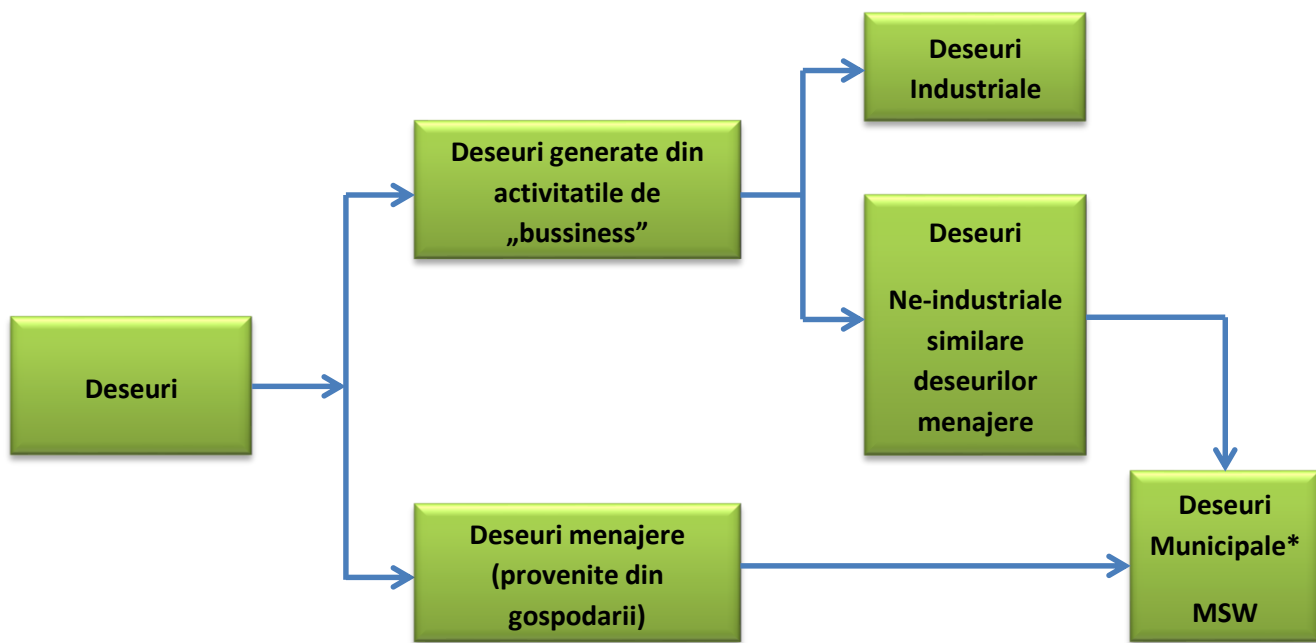 Deseuri
Industriale
Deseuri generate din
activitatile de
„bussiness”
Deseuri
Ne-industriale
similare
deseurilor
menajere
Deseuri
Deseuri menajere
(provenite din
gospodarii)
Deseuri
Municipale*
MSW